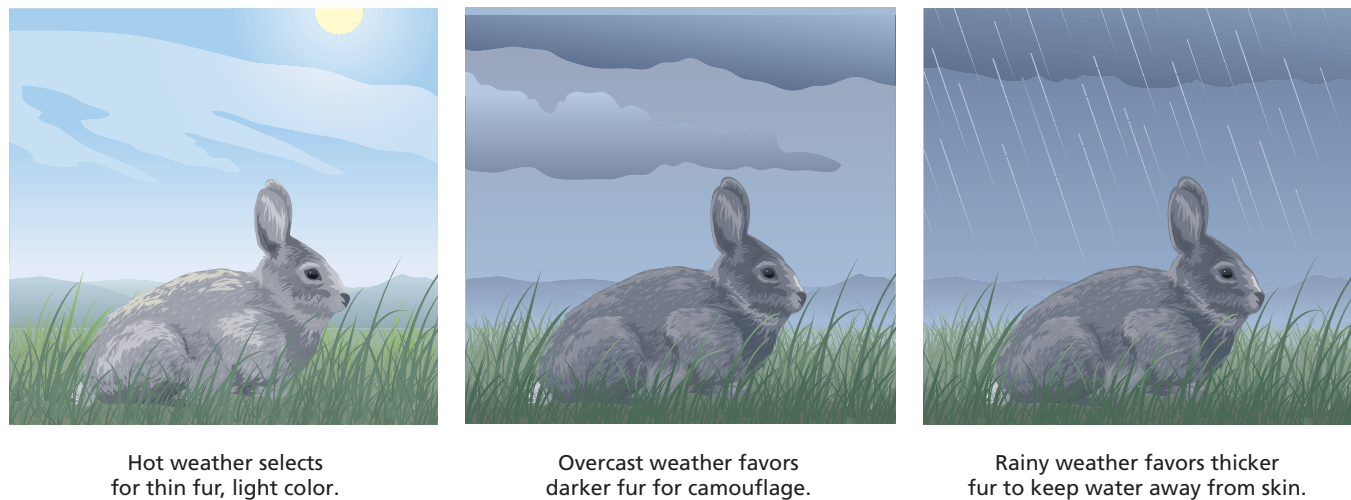 Hot weather selects
for thin fur, light color.
Overcast weather favors
darker fur for camouflage.
Rainy weather favors thicker
fur to keep water away from skin.